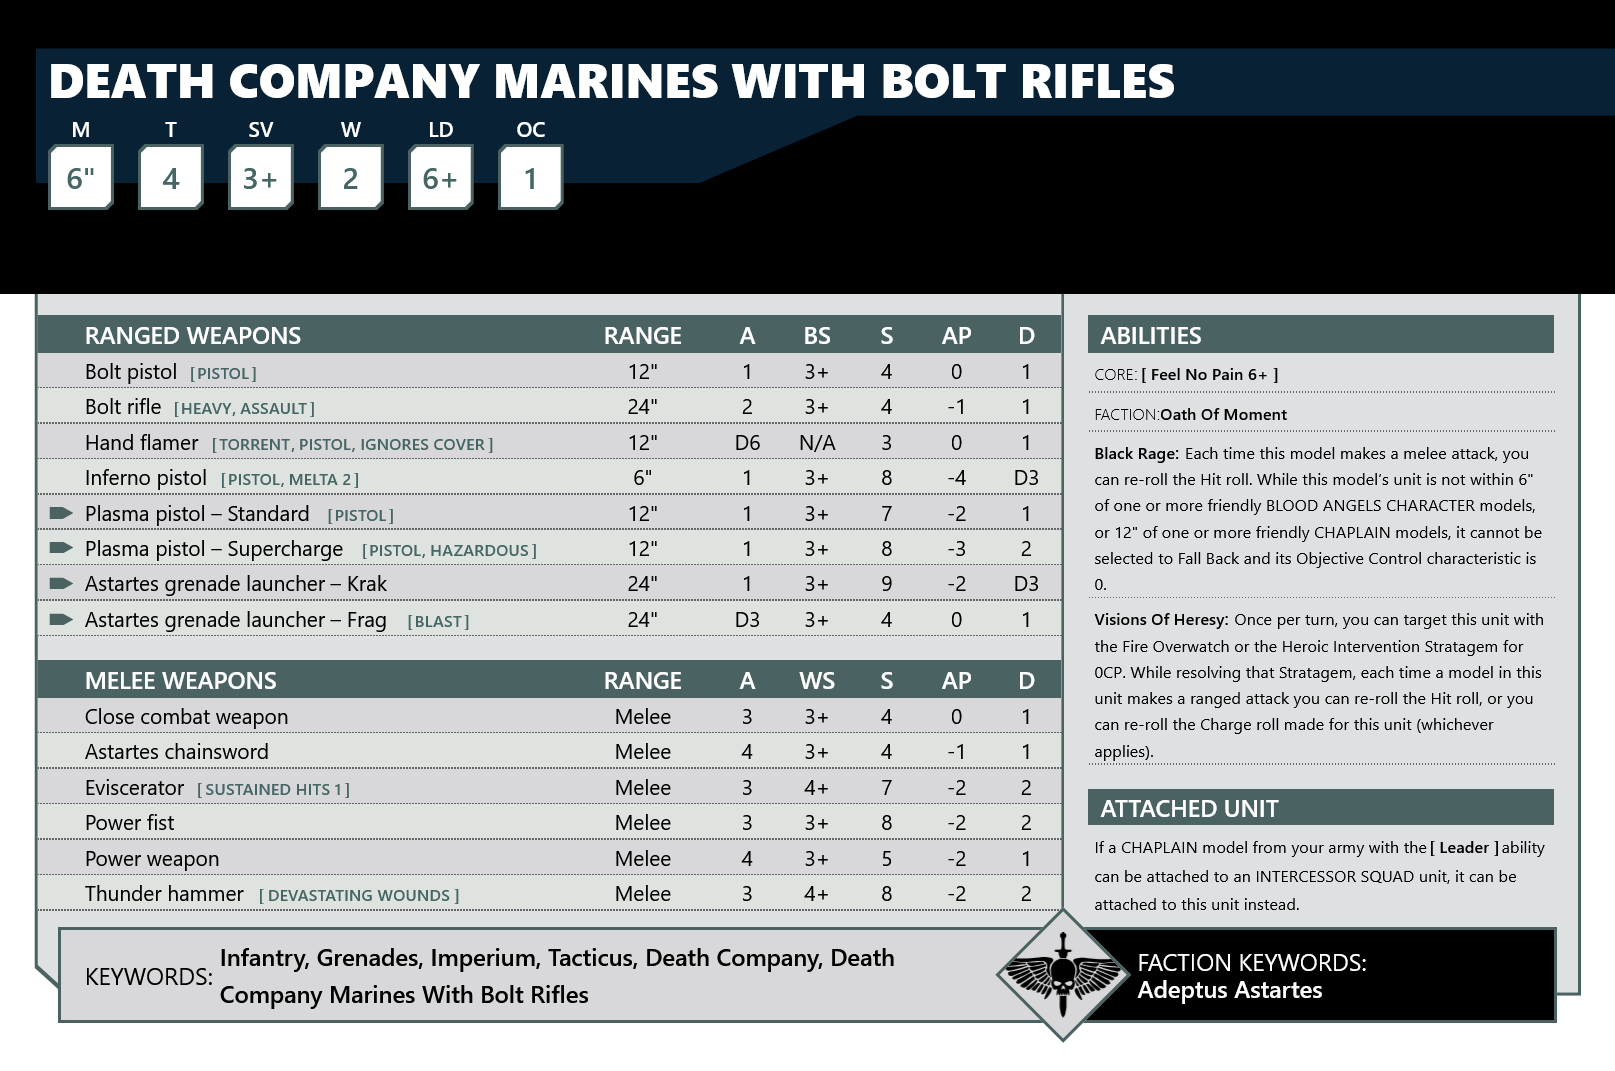 DEATH COMPANY MARINES WITH BOLT RIFLES
M T SV W LD OC
6" 4 3+ 2 6+ 1
RANGED WEAPONS RANGE A BS S AP D
Bolt pistol [PISTOL] 12" 1 3+ 4 0 1
Bolt rifle [HEAVY, ASSAULT] 24" 2 3+ 4 -1 1
Hand flamer [TORRENT, PISTOL, IGNORES COVER] 12" D6 N/A 3 0 1
Inferno pistol [PISTOL, MELTA 2] 6" 1 3+ 8 -4 D3
Plasma pistol – Standard [PISTOL] 12" 1 3+ 7 -2 1
Plasma pistol – Supercharge [PISTOL, HAZARDOUS] 12" 1 3+ 8 -3 2
Astartes grenade launcher – Krak 24" 1 3+ 9 -2 D3
Astartes grenade launcher – Frag [BLAST] 24" D3 3+ 4 0 1
MELEE WEAPONS RANGE A WS S AP D
Close combat weapon Melee 3 3+ 4 0 1
Astartes chainsword Melee 4 3+ 4 -1 1
Eviscerator [SUSTAINED HITS 1] Melee 3 4+ 7 -2 2
Power fist Melee 3 3+ 8 -2 2
Power weapon Melee 4 3+ 5 -2 1
Thunder hammer [DEVASTATING WOUNDS] Melee 3 4+ 8 -2 2
ABILITIES
CORE: [ Feel No Pain 6+ ]
FACTION:Oath Of Moment
Black Rage: Each time this model makes a melee attack, you
can re-roll the Hit roll. While this model's unit is not within 6"
of one or more friendly BLOOD ANGELS CHARACTER models,
or 12" of one or more friendly CHAPLAIN models, it cannot be
selected to Fall Back and its Objective Control characteristic is
0.
Visions Of Heresy: Once per turn, you can target this unit with
the Fire Overwatch or the Heroic Intervention Stratagem for
0CP. While resolving that Stratagem, each time a model in this
unit makes a ranged attack you can re-roll the Hit roll, or you
can re-roll the Charge roll made for this unit (whichever
applies).
ATTACHED UNIT
If a CHAPLAIN model from your army with the [ Leader ] ability
can be attached to an INTERCESSOR SQUAD unit, it can be
attached to this unit instead.
KEYWORDS: Infantry, Grenades, Imperium, Tacticus, Death Company, Death
Company Marines With Bolt Rifles
FACTION KEYWORDS:
Adeptus Astartes